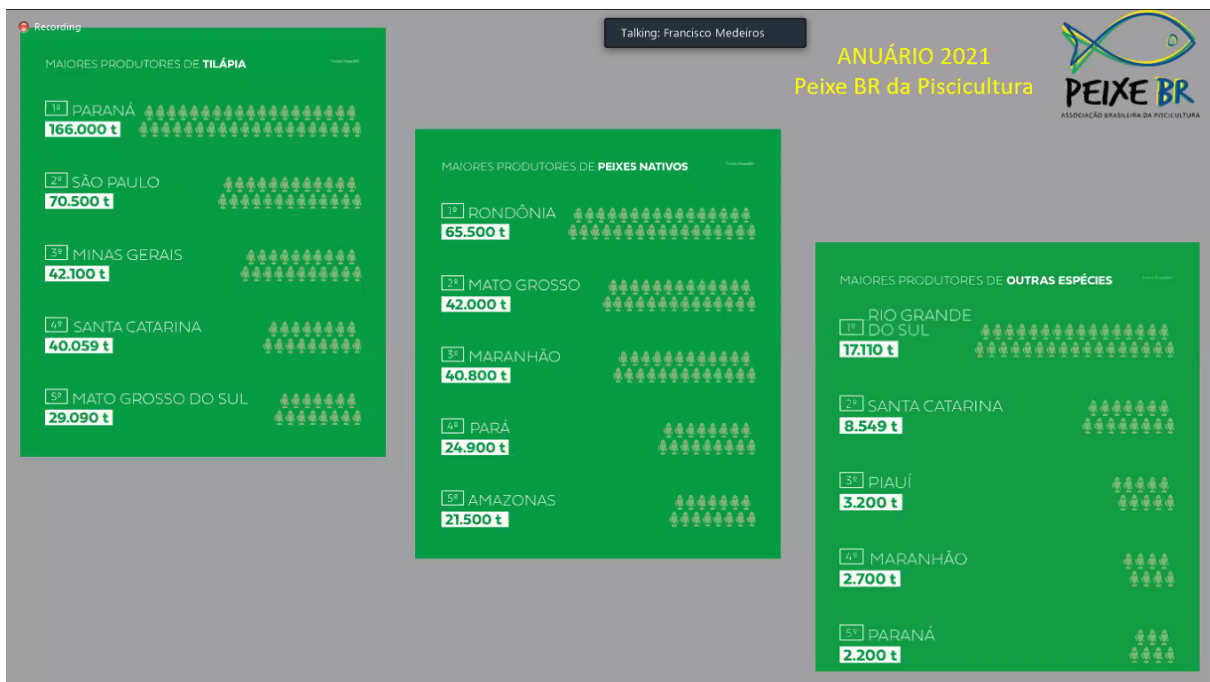 Recording
Talking: Francisco Medeiros
ANUÁRIO 2021
Peixe BR da Piscicultura
PEIXE BR
ASSOCIAÇÃO BRASILEIRA DA PISCICULTURA
MAIORES PRODUTORES DE TILÁPIA
1º PARANÁ
166.000 t
2º SÃO PAULO
70.500 t
3º MINAS GERAIS
42.100 t
4º SANTA CATARINA
40.059 t
5º MATO GROSSO DO SUL
29.090 t
MAIORES PRODUTORES DE PEIXES NATIVOS
1º RONDÔNIA
65.500 t
2º MATO GROSSO
42.000 t
3º MARANHÃO
40.800 t
4º PARÁ
24.900 t
5º AMAZONAS
21.500 t
MAIORES PRODUTORES DE OUTRAS ESPÉCIES
RIO GRANDE
1º DO SUL
17.110 t
2º SANTA CATARINA
8.549 t
3º PIAUÍ
3.200 t
4º MARANHÃO
2.700 t
5º PARANÁ
2.200 t